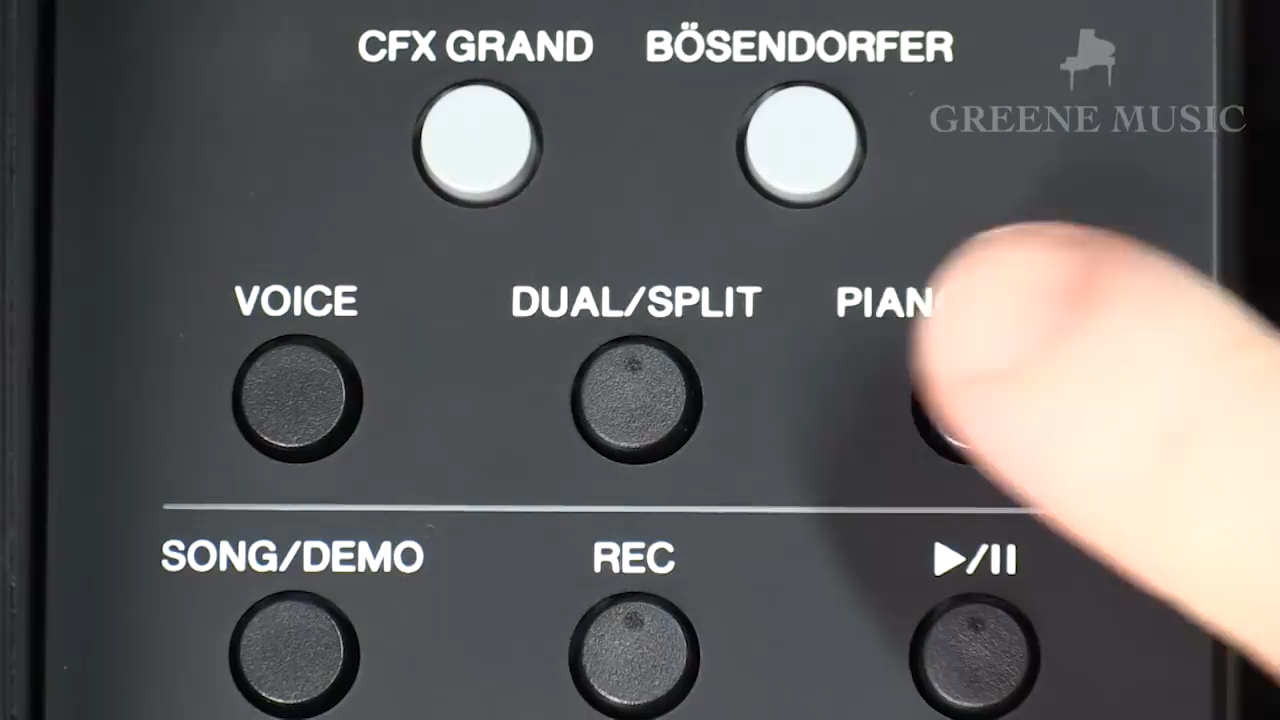 CFX GRAND
BÖSENDORFER
GREENE MUSIC
VOICE
DUAL/SPLIT
SONG/DEMO
REC
▶/II